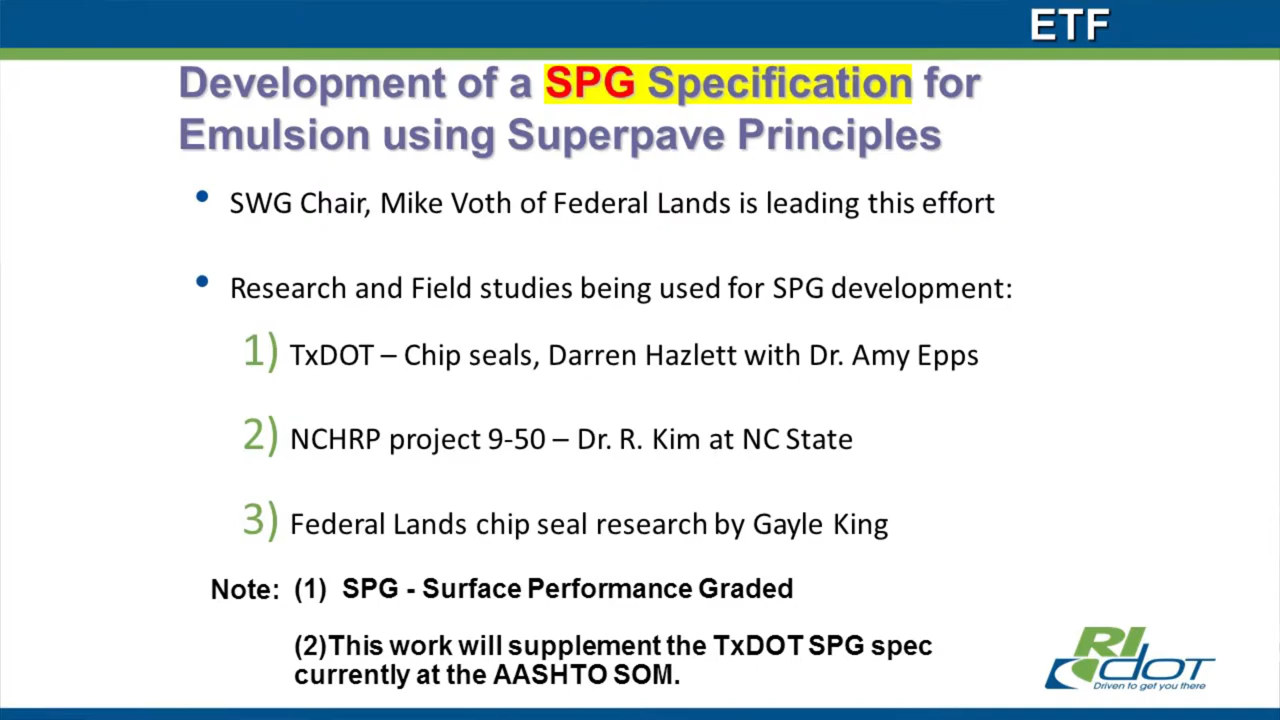 ETF
Development of a SPG Specification for
Emulsion using Superpave Principles
• SWG Chair, Mike Voth of Federal Lands is leading this effort
• Research and Field studies being used for SPG development:
1) TxDOT – Chip seals, Darren Hazlett with Dr. Amy Epps
2) NCHRP project 9-50 – Dr. R. Kim at NC State
3) Federal Lands chip seal research by Gayle King
Note: (1) SPG - Surface Performance Graded
(2)This work will supplement the TxDOT SPG spec
currently at the AASHTO SOM.
RI
DOT
Driven to get you there